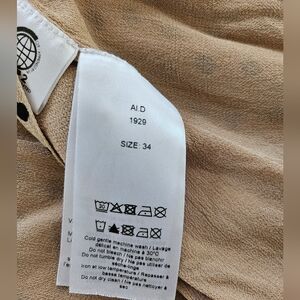 AI.D
1929
SIZE: 34
Cold gentle machine wash / Lavage
délicat en machine à 30°C
Do not bleach / Ne pas blanchir
Do not tumble dry / Ne pas utiliser de
sèche-linge
Iron at low temperature / Repasser à
basse température
Do not dry clean / Ne pas nettoyer à
sec